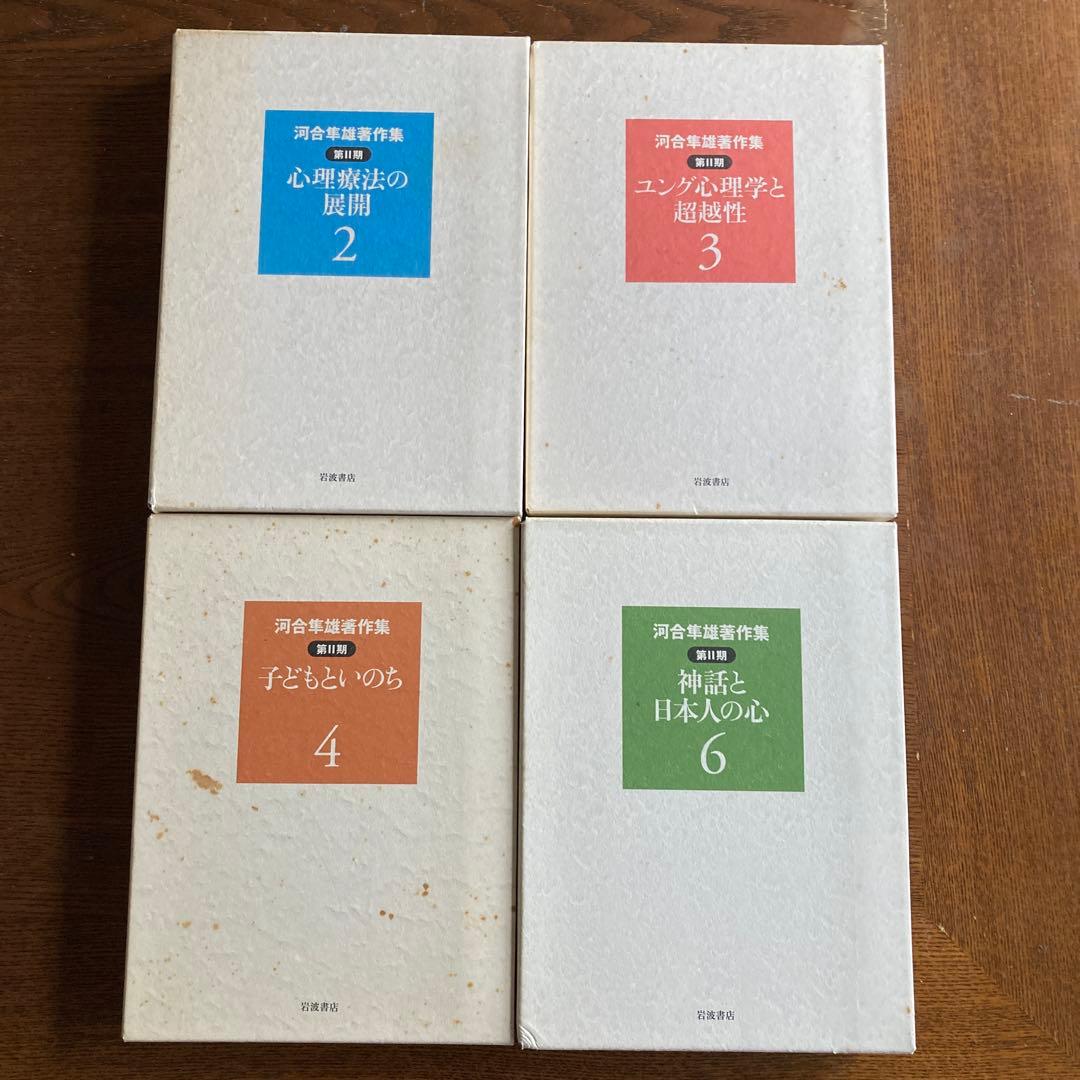 河合隼雄著作集
第II期
心理療法の
展開
2
岩波書店
河合隼雄著作集
第II期
ユング心理学と
超越性
3
岩波書店
河合隼雄著作集
第II期
子どもといのち
4
岩波書店
河合隼雄著作集
第II期
神話と
日本人の心
6
岩波書店